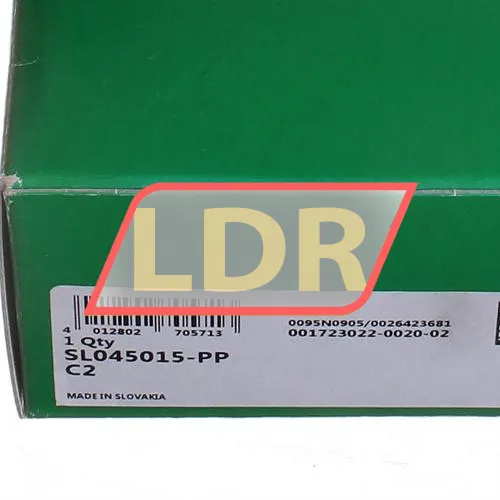 LDR
4 012802 705713
0095N0905/0026423681
001723022-0020-02
1 Qty
SL045015-PP
C2
MADE IN SLOVAKIA